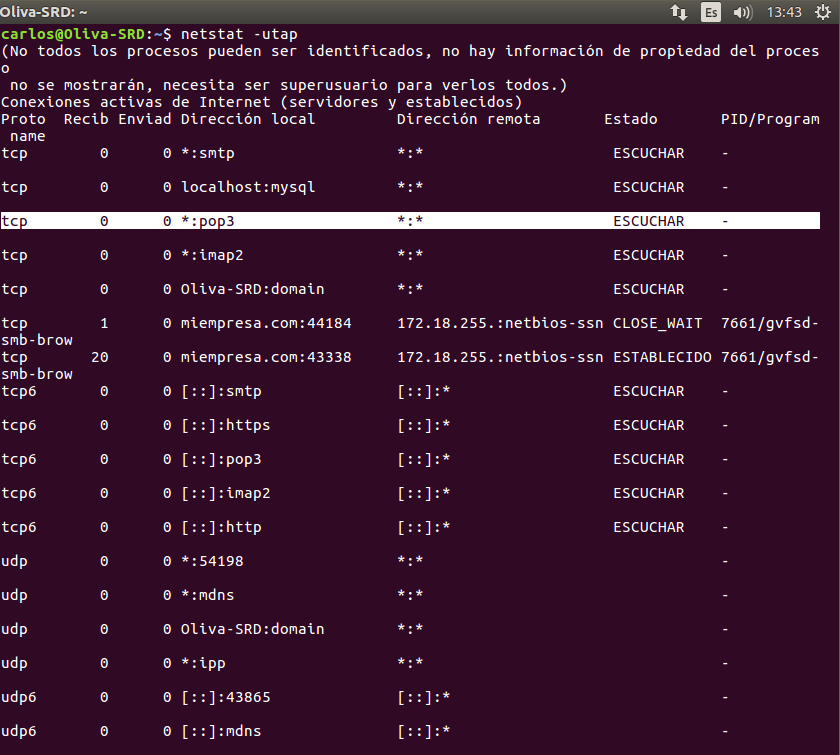 Oliva-SRD: ~ Es 13:43
carlos@Oliva-SRD:~$ netstat -utap
(No todos los procesos pueden ser identificados, no hay información de propiedad del proces
o
 no se mostrarán, necesita ser superusuario para verlos todos.)
Conexiones activas de Internet (servidores y establecidos)
Proto  Recib Enviad Dirección local         Dirección remota       Estado       PID/Program
 name
tcp        0      0 *:smtp                  *:*                     ESCUCHAR    -
tcp        0      0 localhost:mysql         *:*                     ESCUCHAR    -
tcp        0      0 *:pop3                  *:*                     ESCUCHAR    -
tcp        0      0 *:imap2                 *:*                     ESCUCHAR    -
tcp        0      0 Oliva-SRD:domain        *:*                     ESCUCHAR    -
tcp        1      0 miempresa.com:44184     172.18.255.:netbios-ssn CLOSE_WAIT  7661/gvfsd-
smb-brow
tcp       20      0 miempresa.com:43338     172.18.255.:netbios-ssn ESTABLECIDO 7661/gvfsd-
smb-brow
tcp6       0      0 [::]:smtp               [::]:*                  ESCUCHAR    -
tcp6       0      0 [::]:https              [::]:*                  ESCUCHAR    -
tcp6       0      0 [::]:pop3               [::]:*                  ESCUCHAR    -
tcp6       0      0 [::]:imap2              [::]:*                  ESCUCHAR    -
tcp6       0      0 [::]:http               [::]:*                  ESCUCHAR    -
udp        0      0 *:54198                 *:*                                 -
udp        0      0 *:mdns                  *:*                                 -
udp        0      0 Oliva-SRD:domain        *:*                                 -
udp        0      0 *:ipp                   *:*                                 -
udp6       0      0 [::]:43865              [::]:*                              -
udp6       0      0 [::]:mdns               [::]:*                              -